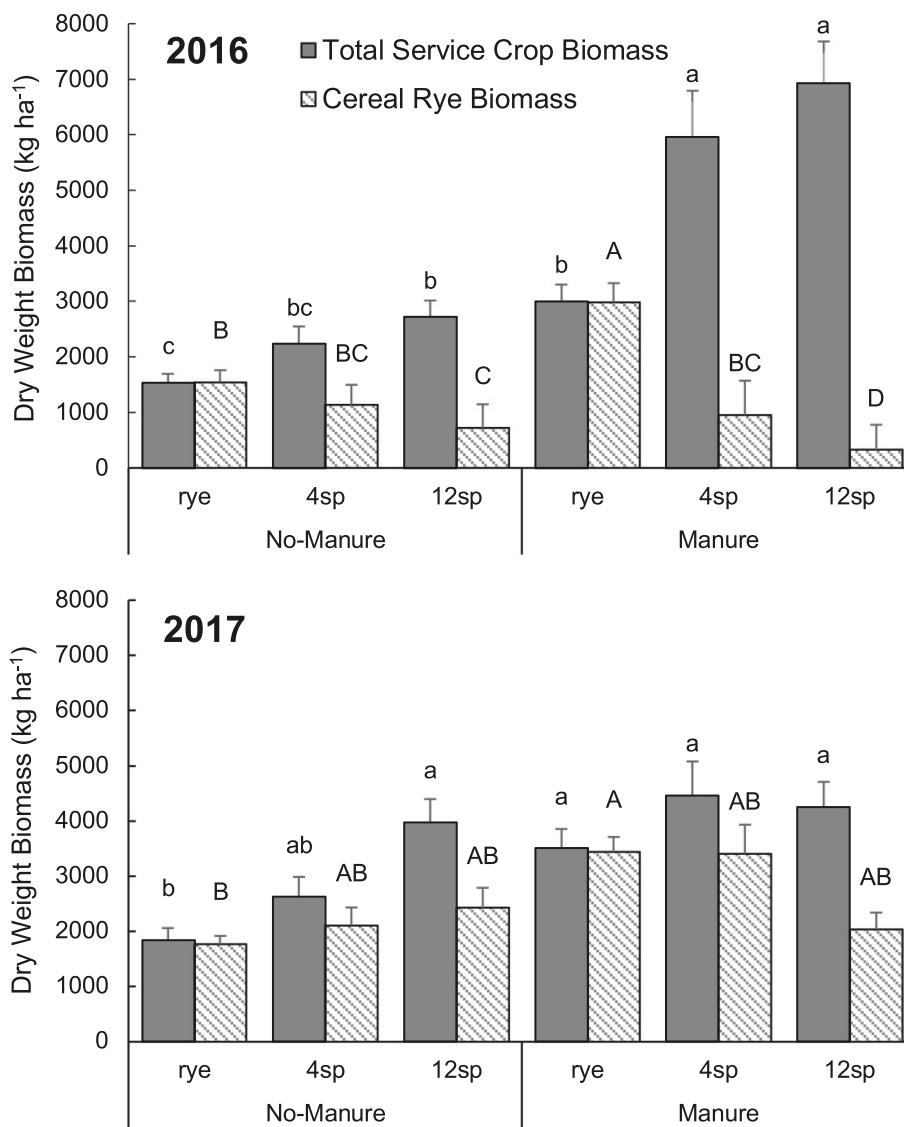 8000
7000
6000
5000
4000
3000
2000
1000
0
Dry Weight Biomass (kg ha⁻¹)
2016
Total Service Crop Biomass
Cereal Rye Biomass
c B bc BC b C b A a BC a D
rye 4sp 12sp rye 4sp 12sp
No-Manure Manure
8000
7000
6000
5000
4000
3000
2000
1000
0
Dry Weight Biomass (kg ha⁻¹)
2017
b B ab AB a AB a A a AB a AB
rye 4sp 12sp rye 4sp 12sp
No-Manure Manure